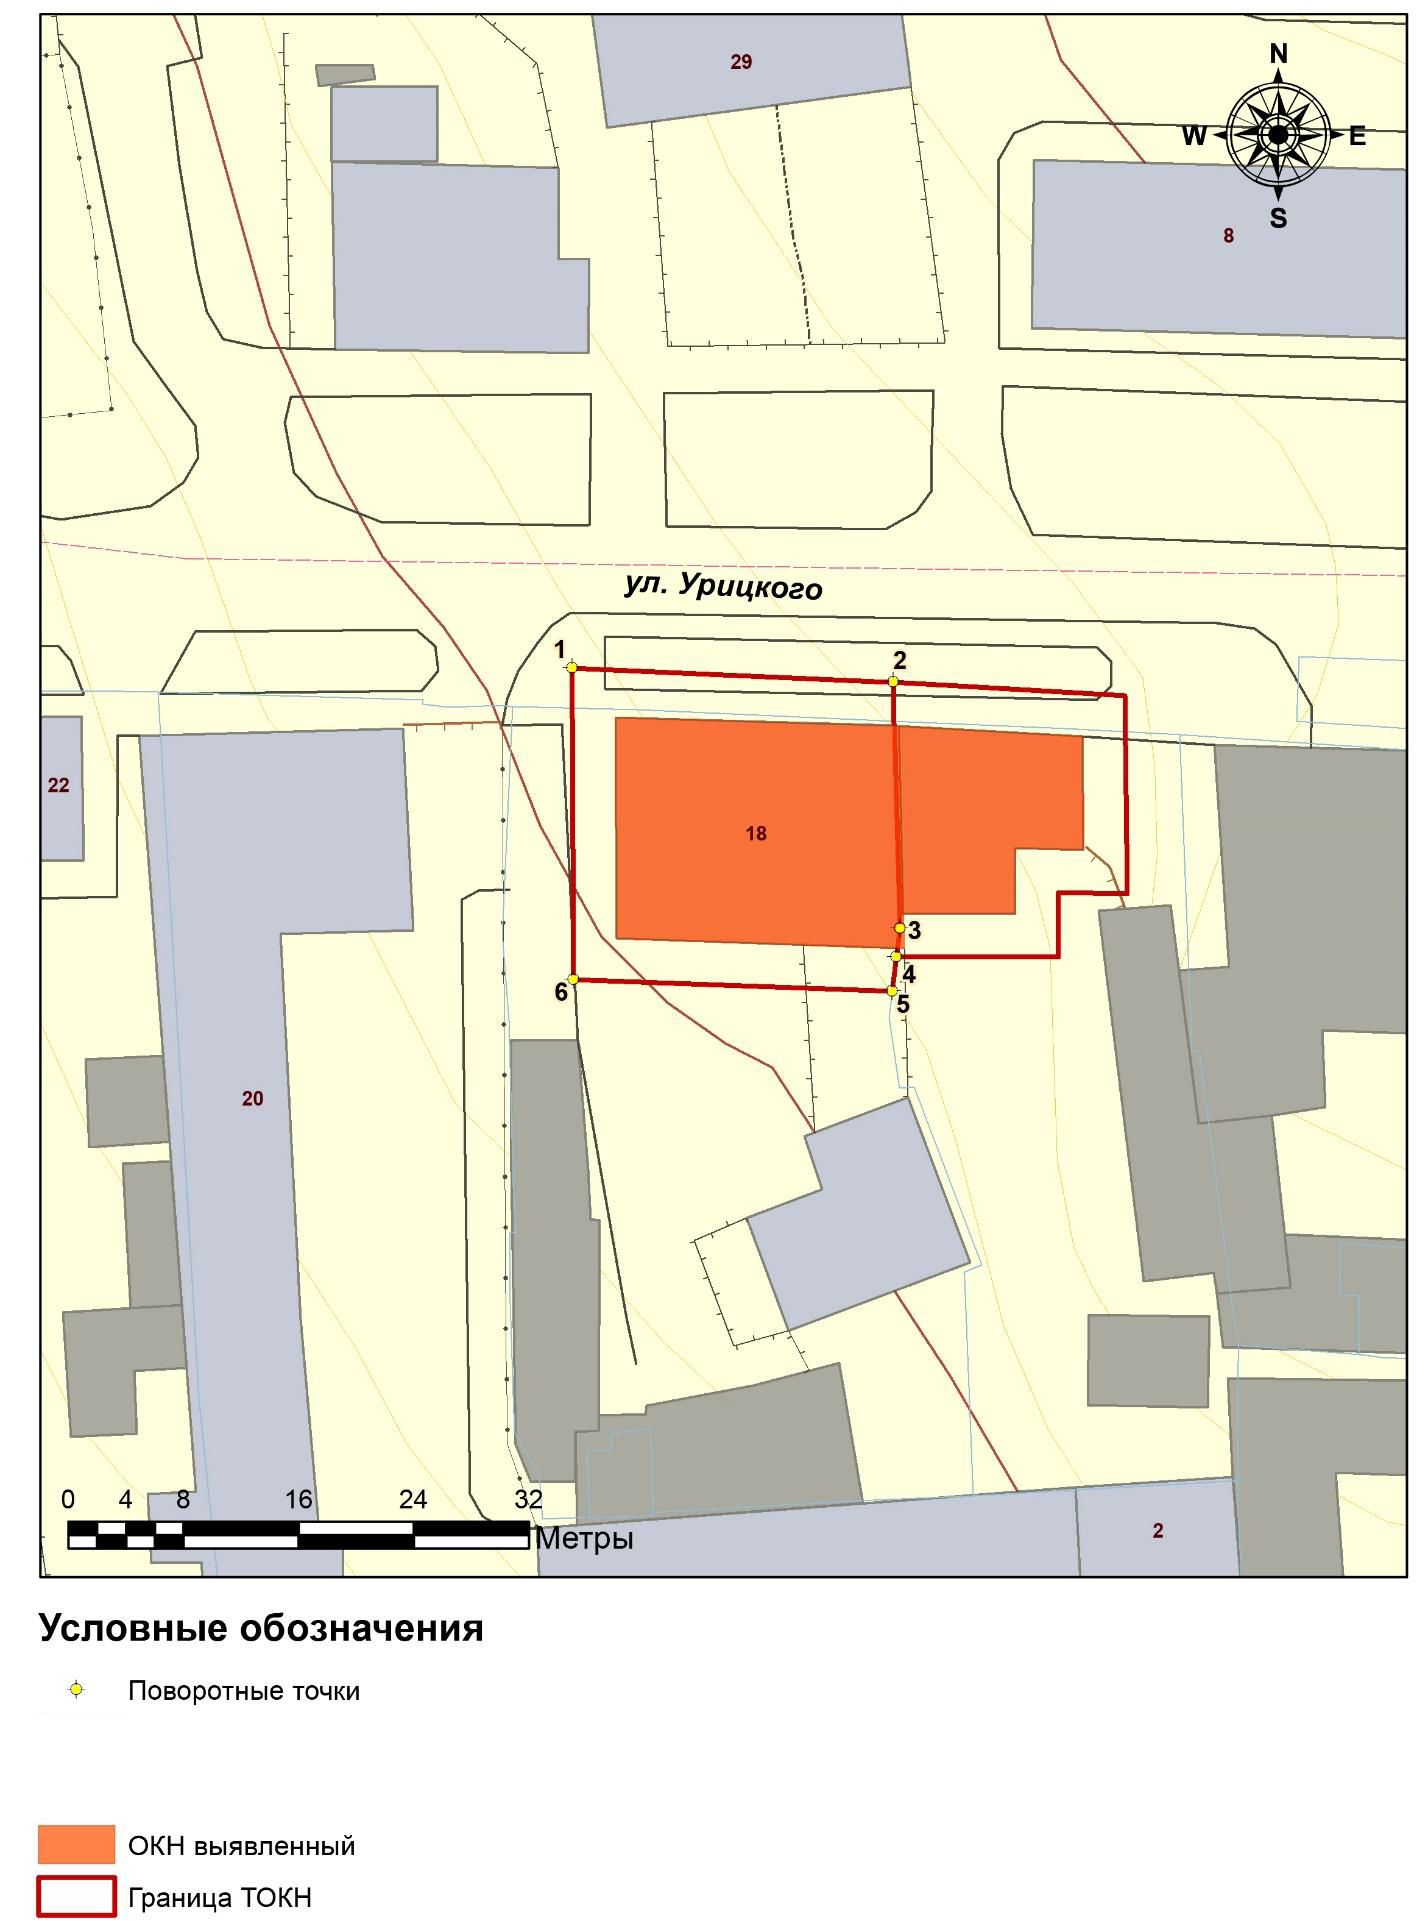 29
N
W E
S
8
ул. Урицкого
1
2
22
18
3
4
6
5
20
0 4 8 16 24 32
Метры
2
Условные обозначения
Поворотные точки
ОКН выявленный
Граница ТОКН